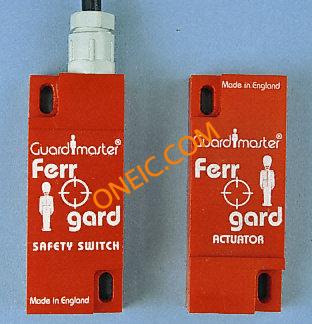 Guardmaster®
Ferr
gard
SAFETY SWITCH
Made in England
Made in England
Guardmaster®
Ferr
gard
ACTUATOR
ONEIC.COM